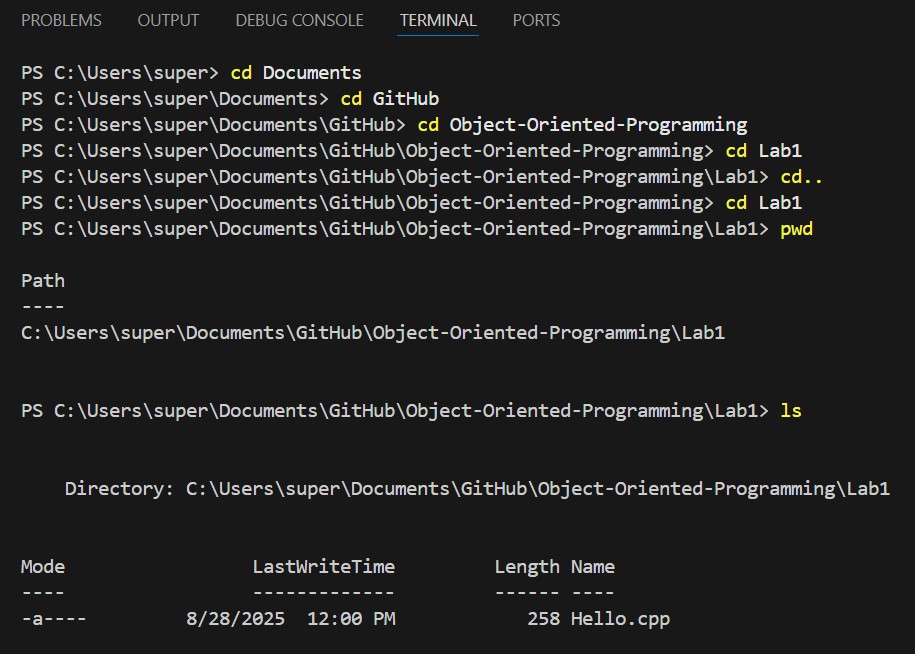 PROBLEMS OUTPUT DEBUG CONSOLE TERMINAL PORTS
PS C:\Users\super> cd Documents
PS C:\Users\super\Documents> cd GitHub
PS C:\Users\super\Documents\GitHub> cd Object-Oriented-Programming
PS C:\Users\super\Documents\GitHub\Object-Oriented-Programming> cd Lab1
PS C:\Users\super\Documents\GitHub\Object-Oriented-Programming\Lab1> cd..
PS C:\Users\super\Documents\GitHub\Object-Oriented-Programming> cd Lab1
PS C:\Users\super\Documents\GitHub\Object-Oriented-Programming\Lab1> pwd
Path
----
C:\Users\super\Documents\GitHub\Object-Oriented-Programming\Lab1
PS C:\Users\super\Documents\GitHub\Object-Oriented-Programming\Lab1> ls
Directory: C:\Users\super\Documents\GitHub\Object-Oriented-Programming\Lab1
Mode LastWriteTime Length Name
---- ------------- ------ ----
-a---- 8/28/2025 12:00 PM 258 Hello.cpp